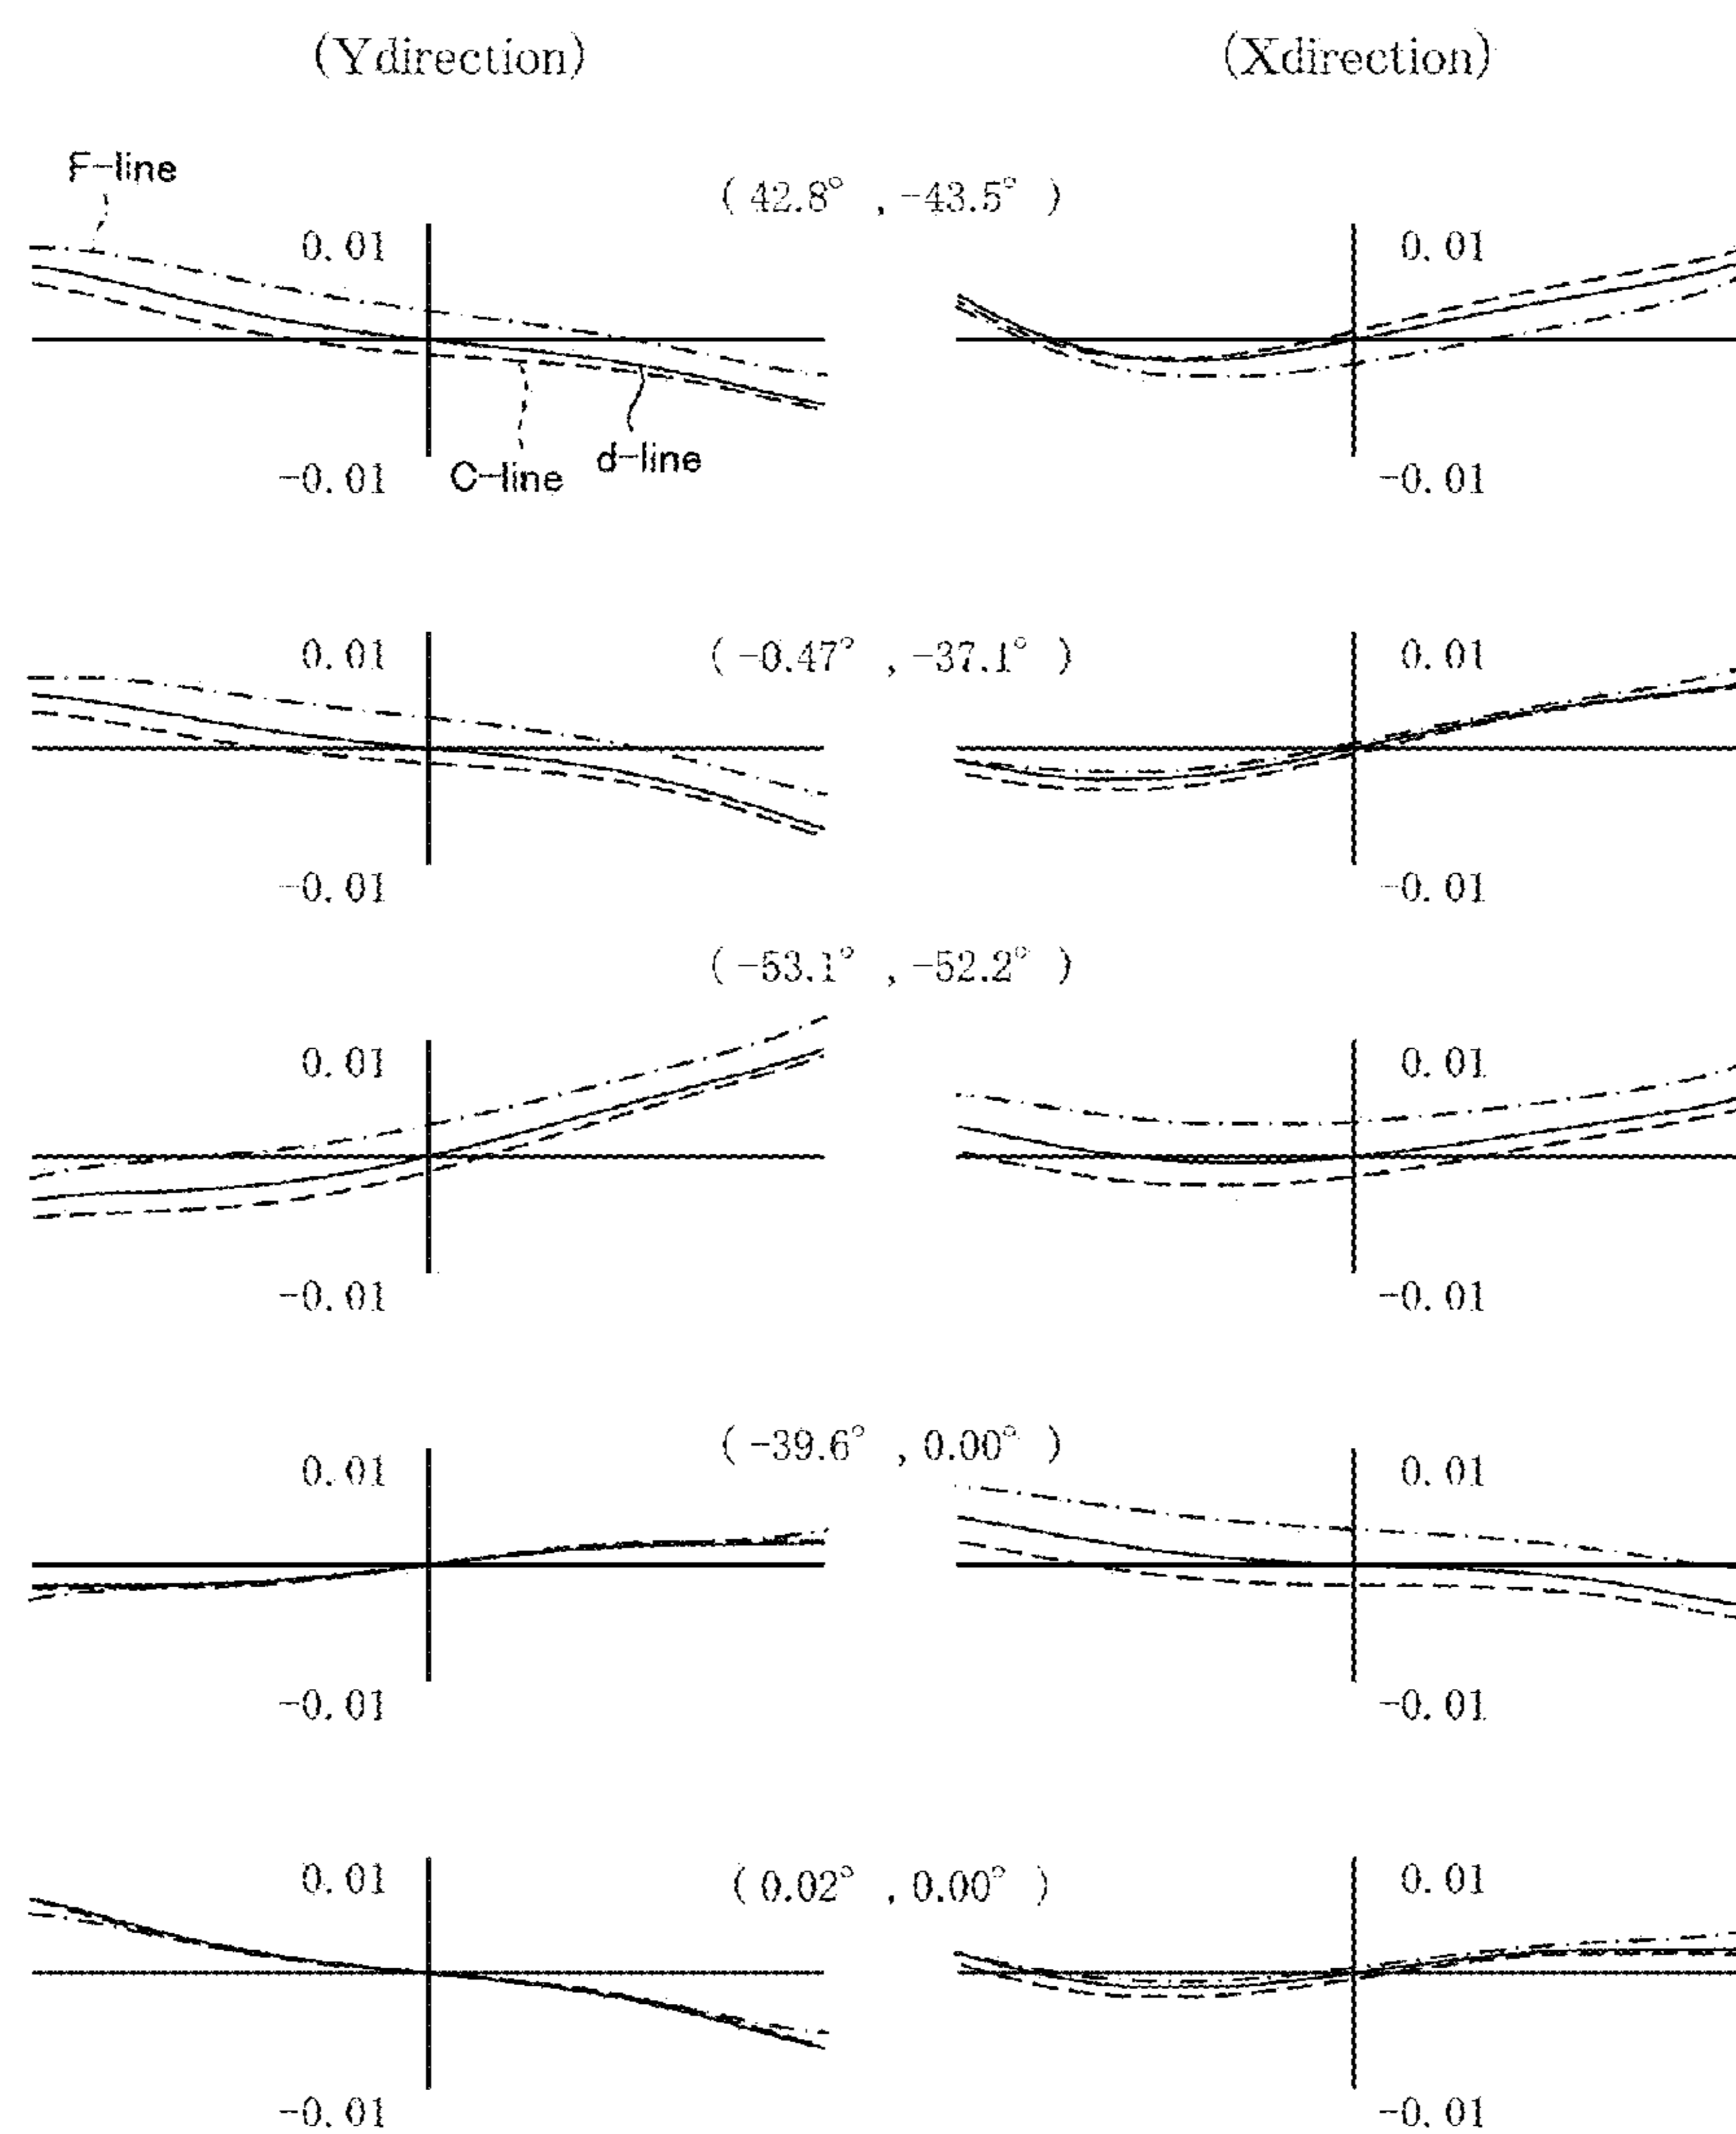 (Ydirection) (Xdirection)
F-line
( 42.8° , -43.5° )
0.01 0.01
-0.01 C-line d-line -0.01
0.01 ( -0.47° , -37.1° ) 0.01
-0.01 -0.01
( -53.1° , -52.2° )
0.01 0.01
-0.01 -0.01
( -39.6° , 0.00° )
0.01 0.01
-0.01 -0.01
0.01 ( 0.02° , 0.00° ) 0.01
-0.01 -0.01